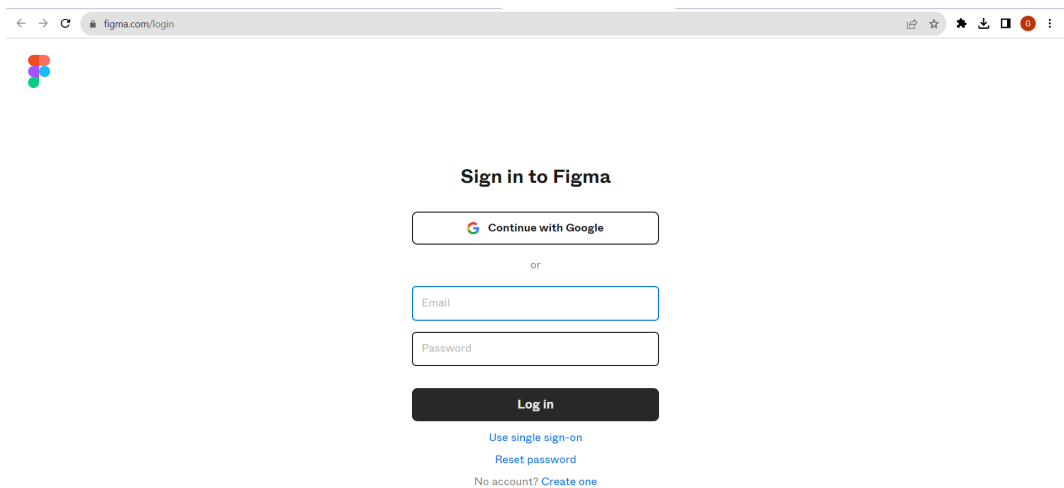 figma.com/login
G
Sign in to Figma
Continue with Google
or
Email
Password
Log in
Use single sign-on
Reset password
No account? Create one